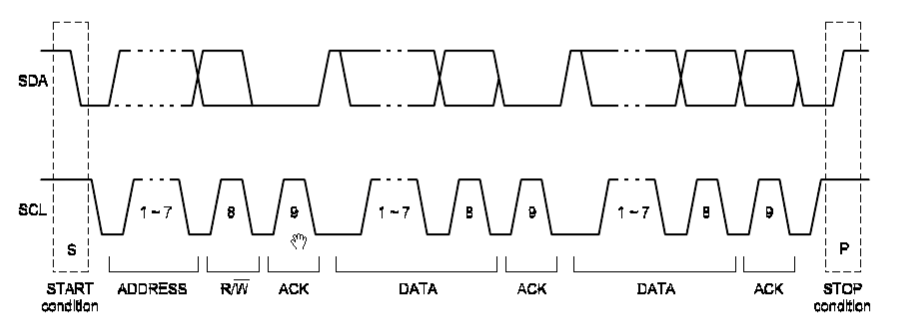 SDA
SCL
1 – 7 8 9 1 – 7 8 9 1 – 7 8 9
S P
START condition
ADDRESS
R/W̅
ACK
DATA
ACK
DATA
ACK
STOP condition